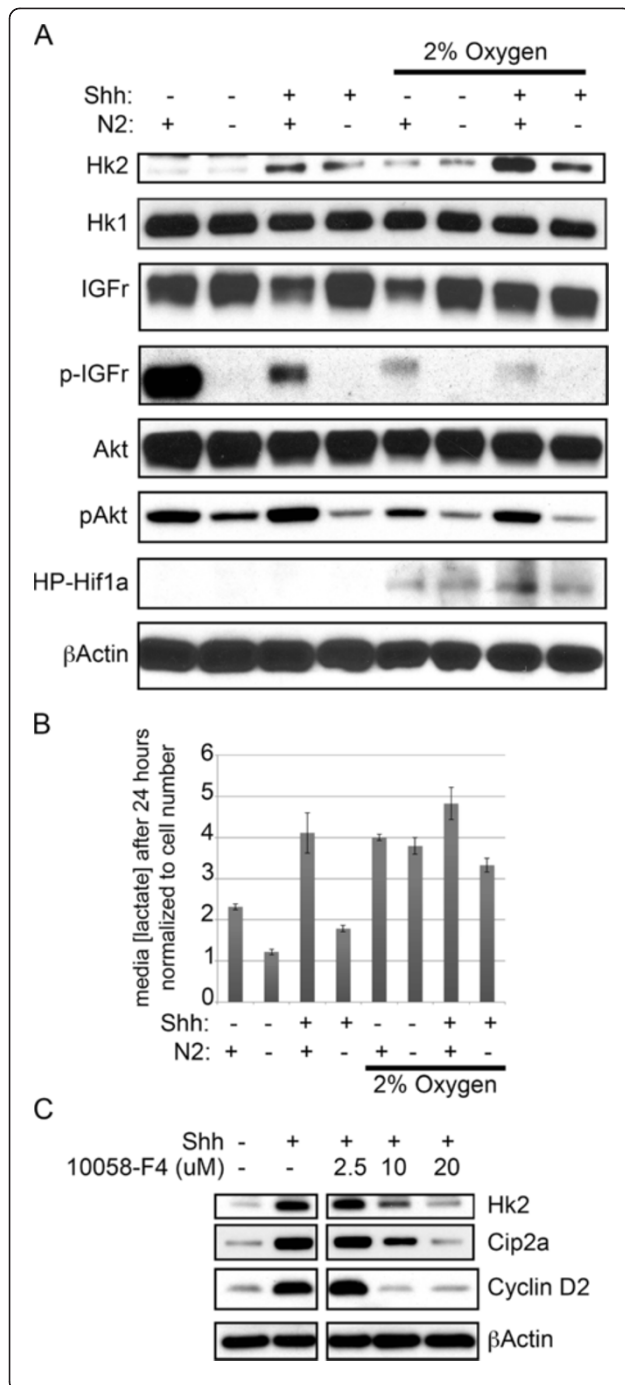 A
2% Oxygen
Shh: - - + + - - + +
N2: + - + - + - + -
Hk2
Hk1
IGFr
p-IGFr
Akt
pAkt
HP-Hif1a
βActin
B
media [lactate] after 24 hours
normalized to cell number
6
5
4
3
2
1
0
Shh: - - + + - - + +
N2: + - + - + - + -
2% Oxygen
C
Shh - + + + +
10058-F4 (uM) - - 2.5 10 20
Hk2
Cip2a
Cyclin D2
βActin